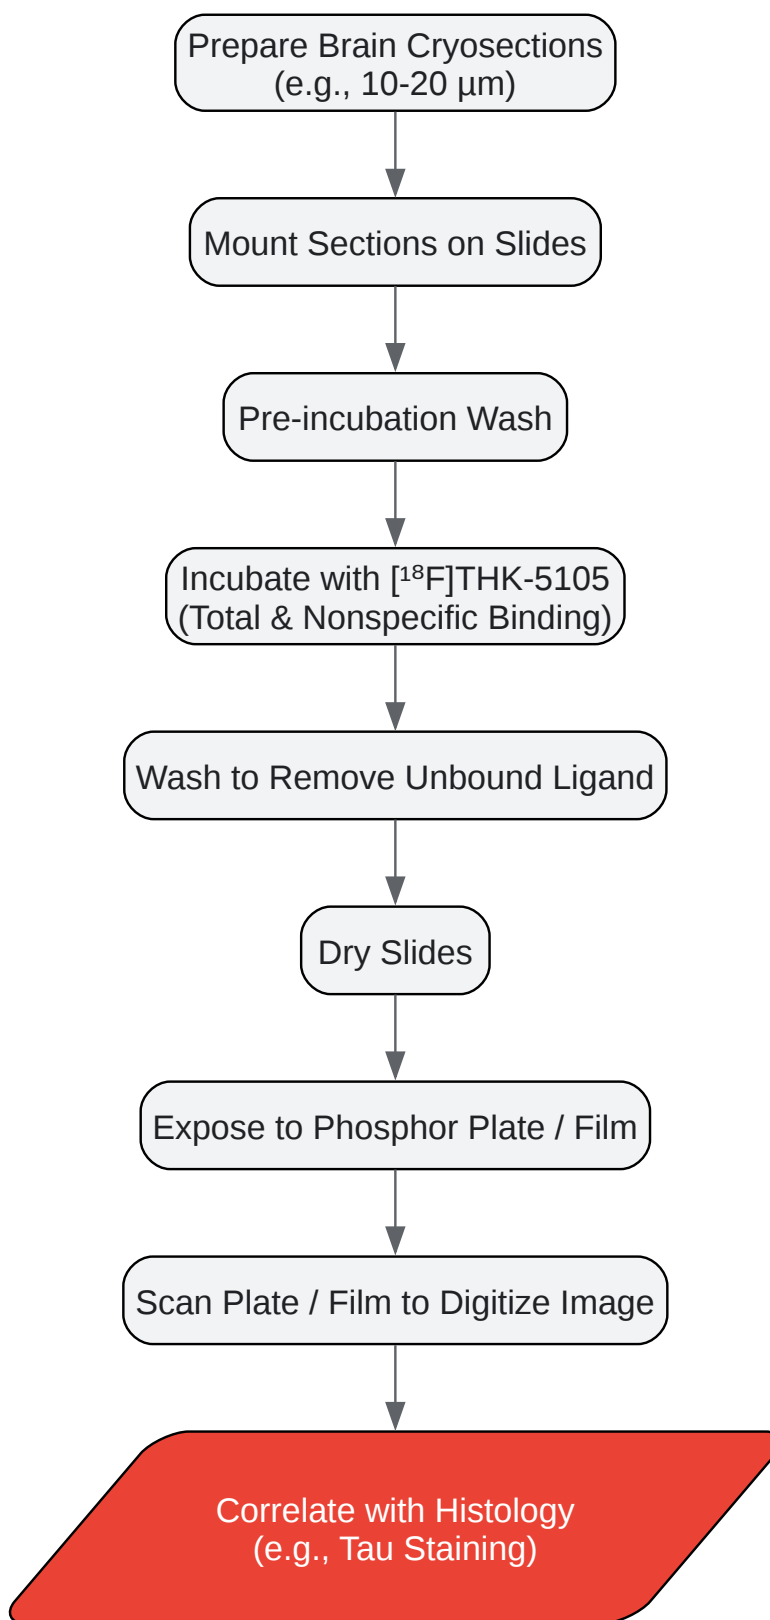 Prepare Brain Cryosections
(e.g., 10-20 µm)
Mount Sections on Slides
Pre-incubation Wash
Incubate with [¹⁸F]THK-5105
(Total & Nonspecific Binding)
Wash to Remove Unbound Ligand
Dry Slides
Expose to Phosphor Plate / Film
Scan Plate / Film to Digitize Image
Correlate with Histology
(e.g., Tau Staining)